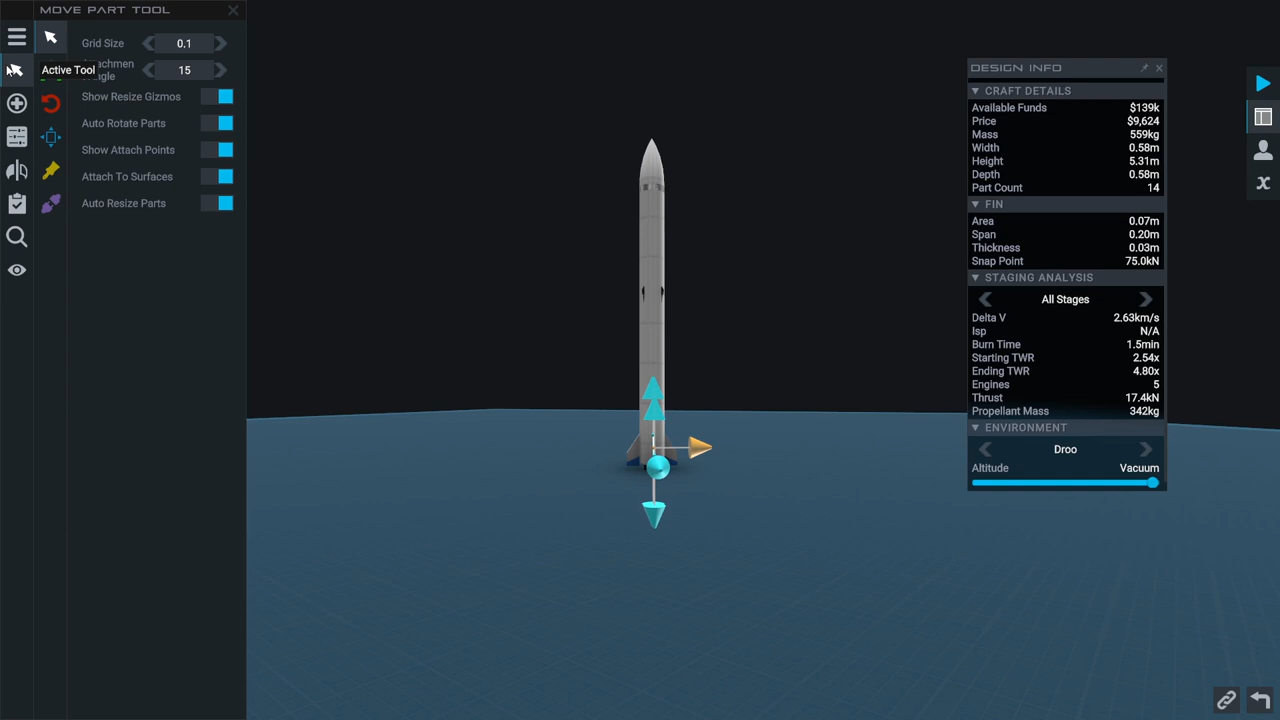 MOVE PART TOOL
Grid Size 0.1
Attachmen
Angle 15
Active Tool
Show Resize Gizmos
Auto Rotate Parts
Show Attach Points
Attach To Surfaces
Auto Resize Parts
DESIGN INFO
CRAFT DETAILS
Available Funds $139k
Price $9,624
Mass 559kg
Width 0.58m
Height 5.31m
Depth 0.58m
Part Count 14
FIN
Area 0.07m
Span 0.20m
Thickness 0.03m
Snap Point 75.0kN
STAGING ANALYSIS
All Stages
Delta V 2.63km/s
Isp N/A
Burn Time 1.5min
Starting TWR 2.54x
Ending TWR 4.80x
Engines 5
Thrust 17.4kN
Propellant Mass 342kg
ENVIRONMENT
Droo
Altitude Vacuum
x